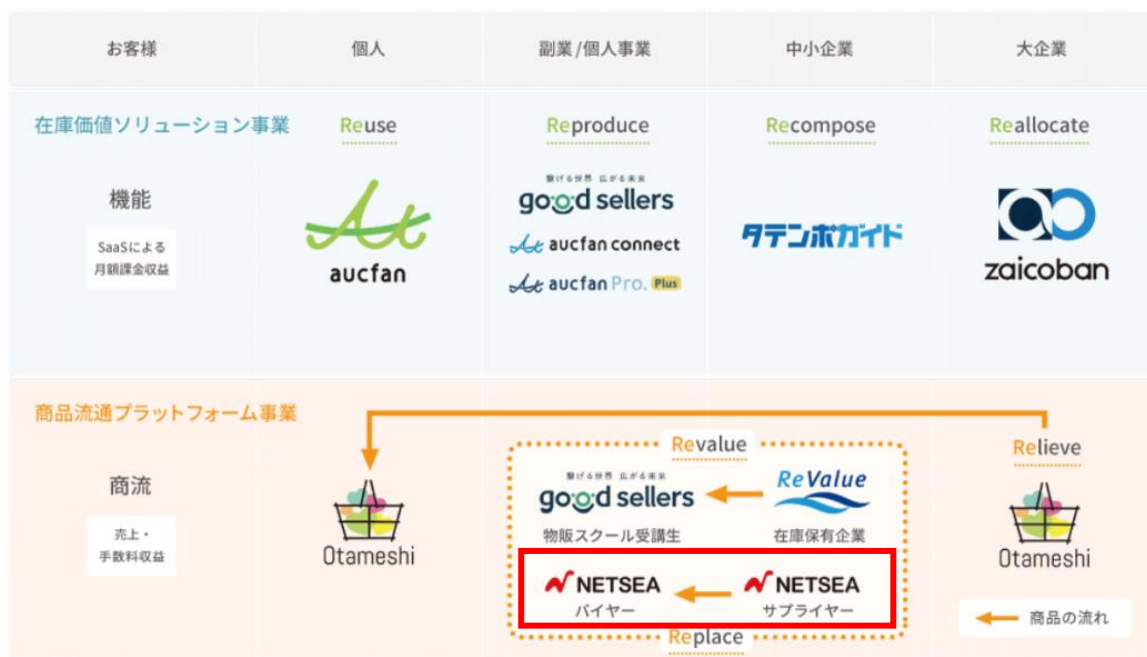 お客様
個人
副業/個人事業
中小企業
大企業
在庫価値ソリューション事業
Reuse
Reproduce
Recompose
Reallocate
機能
SaaSによる
月額課金収益
aucfan
繋げる世界 広がる未来
good sellers
aucfan connect
aucfan Pro. Plus
タテンポガイド
zaicoban
商品流通プラットフォーム事業
Revalue
Relieve
商流
売上・
手数料収益
Otameshi
繋げる世界 広がる未来
good sellers
物販スクール受講生
ReValue
在庫保有企業
Otameshi
NETSEA
バイヤー
NETSEA
サプライヤー
Replace
商品の流れ